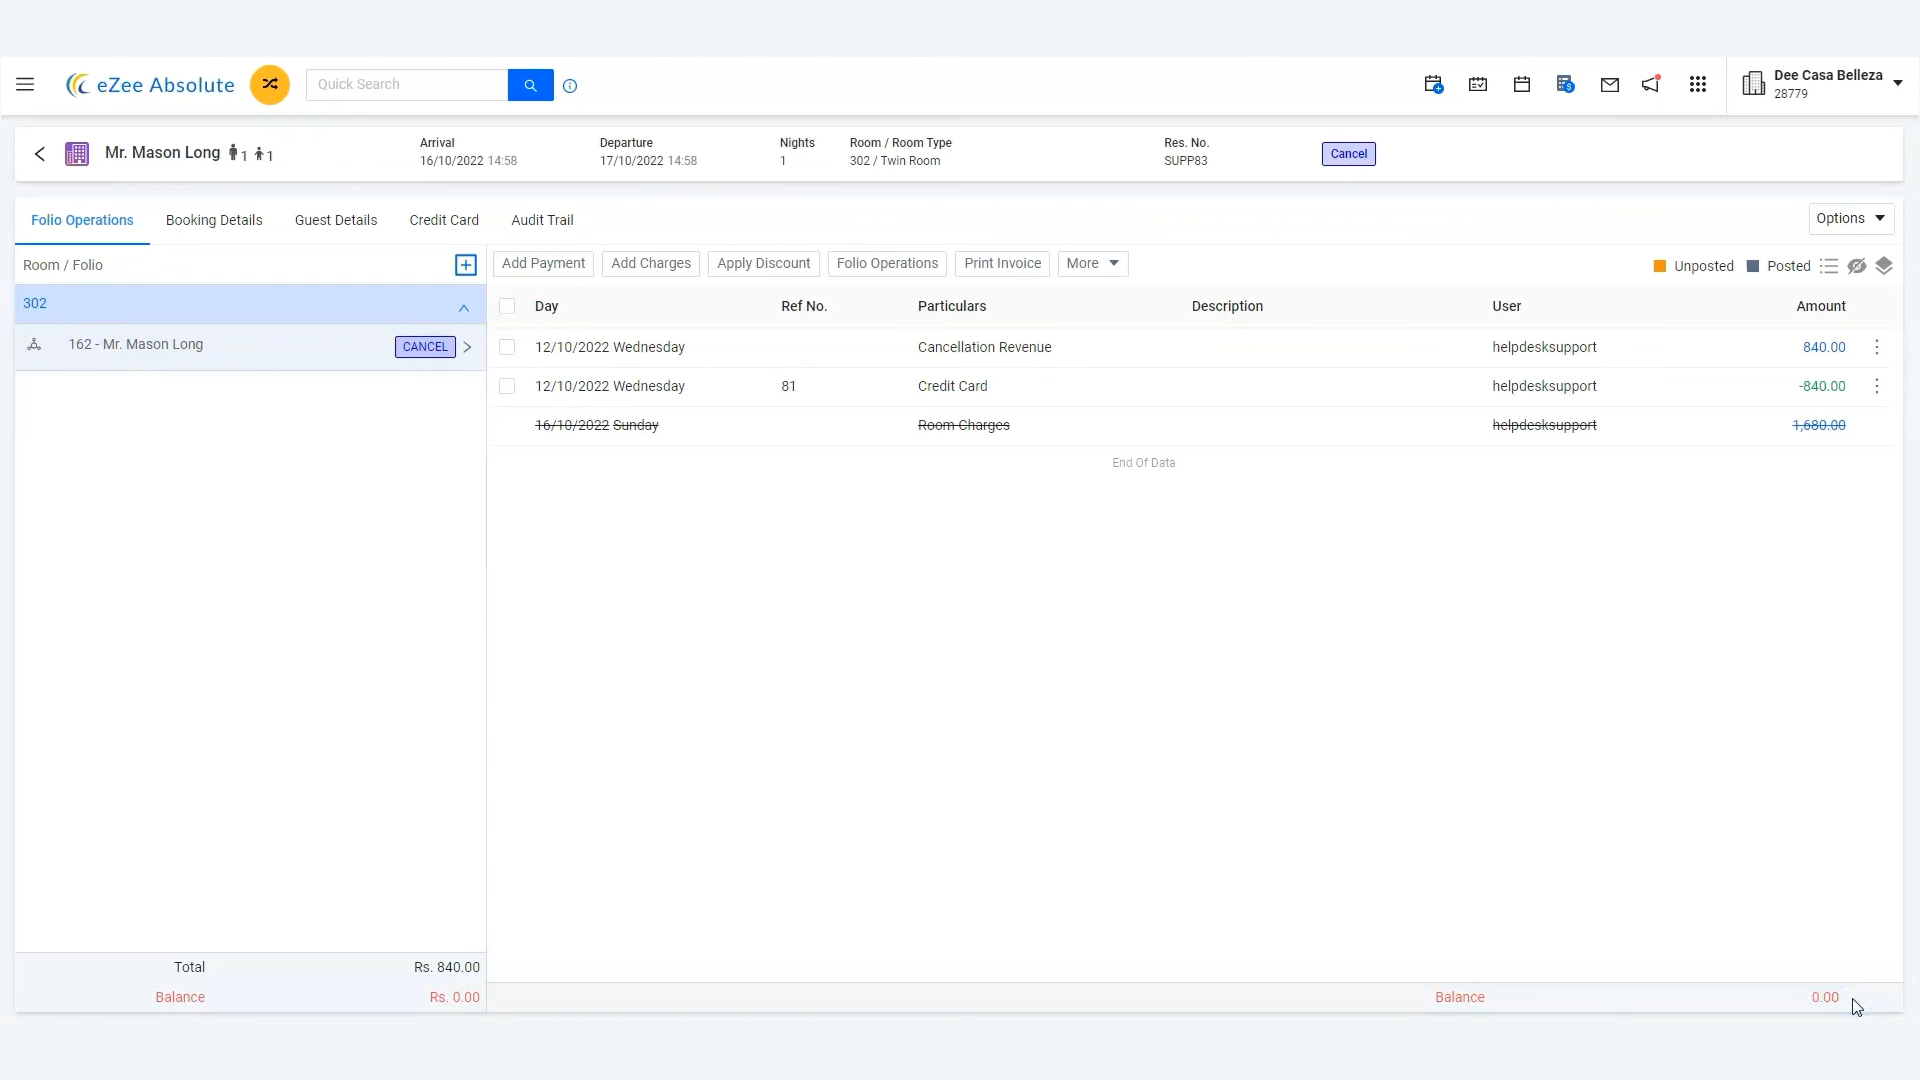 eZee Absolute Quick Search Dee Casa Belleza
28779
Mr. Mason Long 1 1 Arrival Departure Nights Room / Room Type Res. No. Cancel
16/10/2022 14:58 17/10/2022 14:58 1 302 / Twin Room SUPP83
Folio Operations Booking Details Guest Details Credit Card Audit Trail Options
Room / Folio Add Payment Add Charges Apply Discount Folio Operations Print Invoice More Unposted Posted
302 Day Ref No. Particulars Description User Amount
162 - Mr. Mason Long CANCEL 12/10/2022 Wednesday Cancellation Revenue helpdesksupport 840.00
12/10/2022 Wednesday 81 Credit Card helpdesksupport -840.00
16/10/2022 Sunday Room Charges helpdesksupport 1,680.00
End Of Data
Total Rs. 840.00
Balance Rs. 0.00 Balance 0.00